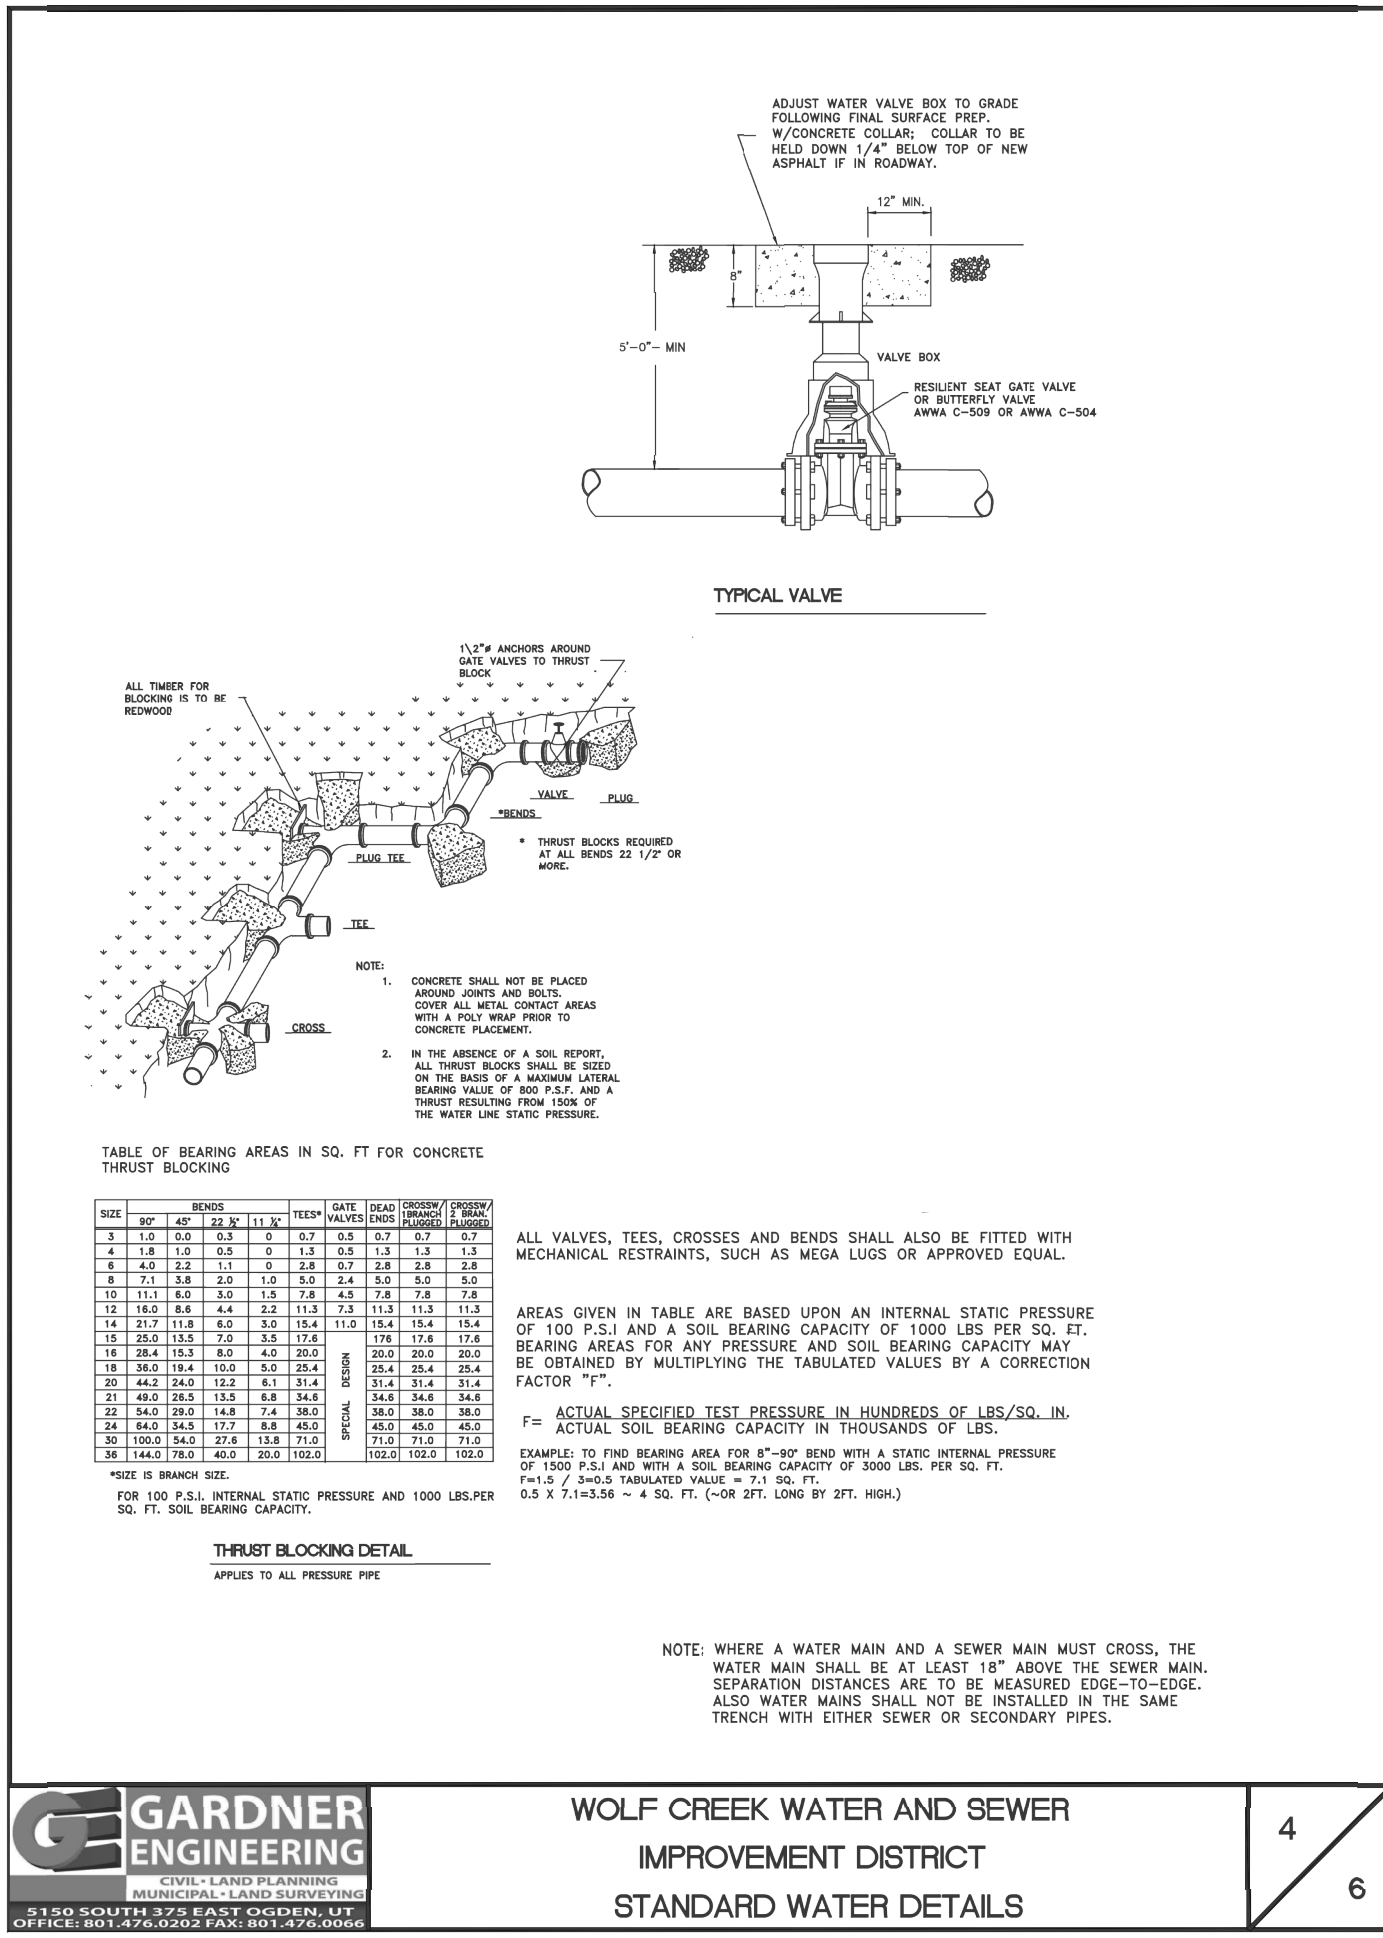 ADJUST WATER VALVE BOX TO GRADE
FOLLOWING FINAL SURFACE PREP.
W/CONCRETE COLLAR; COLLAR TO BE
HELD DOWN 1/4" BELOW TOP OF NEW
ASPHALT IF IN ROADWAY.
12" MIN.
8"
5'-0"- MIN
VALVE BOX
RESILIENT SEAT GATE VALVE
OR BUTTERFLY VALVE
AWWA C-509 OR AWWA C-504
TYPICAL VALVE
1\2"ø ANCHORS AROUND
GATE VALVES TO THRUST
BLOCK
ALL TIMBER FOR
BLOCKING IS TO BE
REDWOOD
VALVE
PLUG
*BENDS
PLUG TEE
* THRUST BLOCKS REQUIRED
AT ALL BENDS 22 1/2° OR
MORE.
TEE
CROSS
NOTE:
1. CONCRETE SHALL NOT BE PLACED
AROUND JOINTS AND BOLTS.
COVER ALL METAL CONTACT AREAS
WITH A POLY WRAP PRIOR TO
CONCRETE PLACEMENT.
2. IN THE ABSENCE OF A SOIL REPORT,
ALL THRUST BLOCKS SHALL BE SIZED
ON THE BASIS OF A MAXIMUM LATERAL
BEARING VALUE OF 800 P.S.F. AND A
THRUST RESULTING FROM 150% OF
THE WATER LINE STATIC PRESSURE.
TABLE OF BEARING AREAS IN SQ. FT FOR CONCRETE
THRUST BLOCKING
SIZE BENDS TEES* GATE VALVES DEAD ENDS CROSSW/ 1BRANCH PLUGGED CROSSW/ 2 BRAN. PLUGGED
90° 45° 22 ½° 11 ¼°
3 1.0 0.0 0.3 0 0.7 0.5 0.7 0.7 0.7
4 1.8 1.0 0.5 0 1.3 0.5 1.3 1.3 1.3
6 4.0 2.2 1.1 0 2.8 0.7 2.8 2.8 2.8
8 7.1 3.8 2.0 1.0 5.0 2.4 5.0 5.0 5.0
10 11.1 6.0 3.0 1.5 7.8 4.5 7.8 7.8 7.8
12 16.0 8.6 4.4 2.2 11.3 7.3 11.3 11.3 11.3
14 21.7 11.8 6.0 3.0 15.4 11.0 15.4 15.4 15.4
15 25.0 13.5 7.0 3.5 17.6 176 17.6 17.6
16 28.4 15.3 8.0 4.0 20.0 20.0 20.0 20.0
18 36.0 19.4 10.0 5.0 25.4 25.4 25.4 25.4
20 44.2 24.0 12.2 6.1 31.4 31.4 31.4 31.4
21 49.0 26.5 13.5 6.8 34.6 34.6 34.6 34.6
22 54.0 29.0 14.8 7.4 38.0 38.0 38.0 38.0
24 64.0 34.5 17.7 8.8 45.0 45.0 45.0 45.0
30 100.0 54.0 27.6 13.8 71.0 71.0 71.0 71.0
36 144.0 78.0 40.0 20.0 102.0 102.0 102.0 102.0
SPECIAL DESIGN
*SIZE IS BRANCH SIZE.
FOR 100 P.S.I. INTERNAL STATIC PRESSURE AND 1000 LBS.PER
SQ. FT. SOIL BEARING CAPACITY.
THRUST BLOCKING DETAIL
APPLIES TO ALL PRESSURE PIPE
ALL VALVES, TEES, CROSSES AND BENDS SHALL ALSO BE FITTED WITH
MECHANICAL RESTRAINTS, SUCH AS MEGA LUGS OR APPROVED EQUAL.
AREAS GIVEN IN TABLE ARE BASED UPON AN INTERNAL STATIC PRESSURE
OF 100 P.S.I AND A SOIL BEARING CAPACITY OF 1000 LBS PER SQ. FT.
BEARING AREAS FOR ANY PRESSURE AND SOIL BEARING CAPACITY MAY
BE OBTAINED BY MULTIPLYING THE TABULATED VALUES BY A CORRECTION
FACTOR "F".
F= ACTUAL SPECIFIED TEST PRESSURE IN HUNDREDS OF LBS/SQ. IN.
ACTUAL SOIL BEARING CAPACITY IN THOUSANDS OF LBS.
EXAMPLE: TO FIND BEARING AREA FOR 8"-90° BEND WITH A STATIC INTERNAL PRESSURE
OF 1500 P.S.I AND WITH A SOIL BEARING CAPACITY OF 3000 LBS. PER SQ. FT.
F=1.5 / 3=0.5 TABULATED VALUE = 7.1 SQ. FT.
0.5 X 7.1=3.56 ~ 4 SQ. FT. (~OR 2FT. LONG BY 2FT. HIGH.)
NOTE: WHERE A WATER MAIN AND A SEWER MAIN MUST CROSS, THE
WATER MAIN SHALL BE AT LEAST 18" ABOVE THE SEWER MAIN.
SEPARATION DISTANCES ARE TO BE MEASURED EDGE-TO-EDGE.
ALSO WATER MAINS SHALL NOT BE INSTALLED IN THE SAME
TRENCH WITH EITHER SEWER OR SECONDARY PIPES.
GARDNER
ENGINEERING
CIVIL • LAND PLANNING
MUNICIPAL • LAND SURVEYING
5150 SOUTH 375 EAST OGDEN, UT
OFFICE: 801.476.0202 FAX: 801.476.0066
WOLF CREEK WATER AND SEWER
IMPROVEMENT DISTRICT
STANDARD WATER DETAILS
4
6